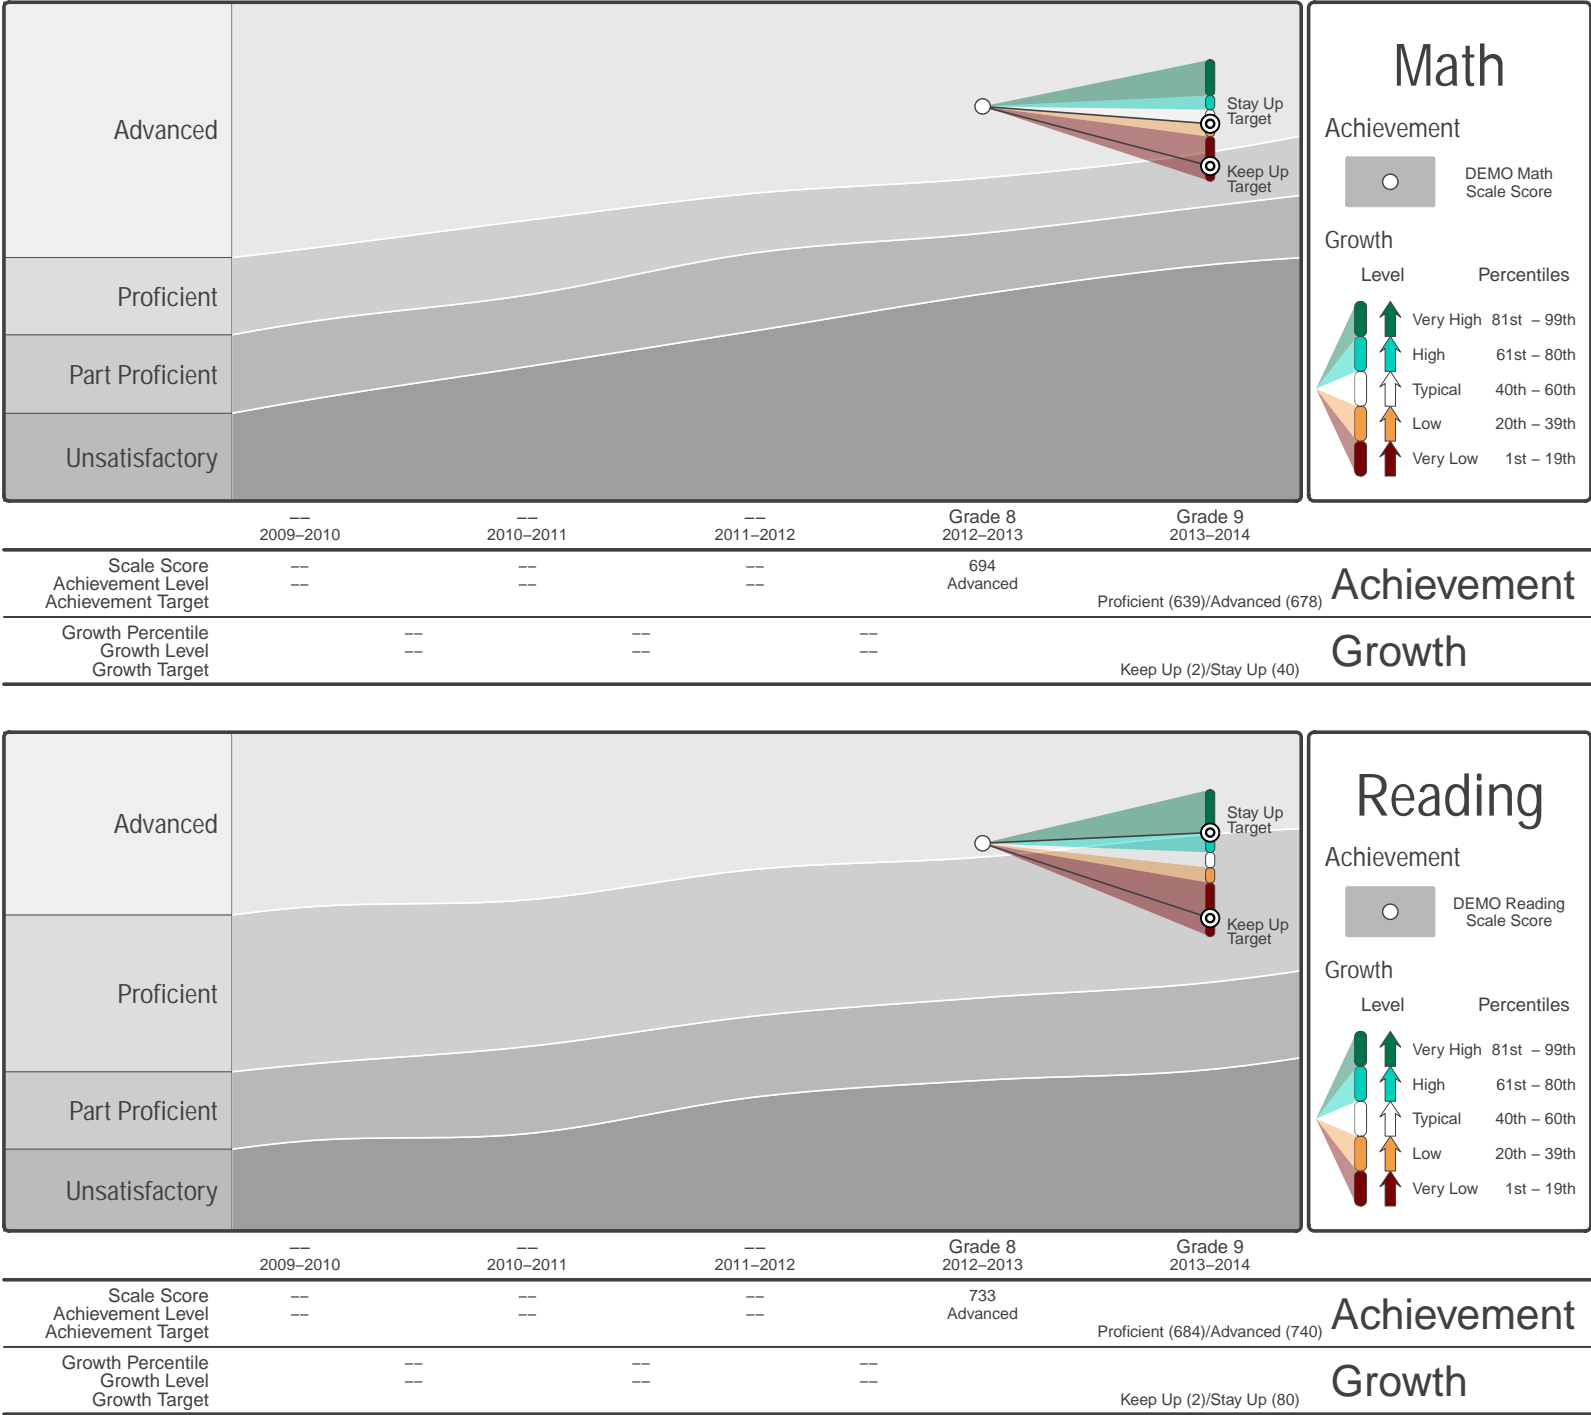 Math
Advanced
Proficient
Part Proficient
Unsatisfactory
Stay Up
Target
Keep Up
Target
Achievement
DEMO Math
Scale Score
Growth
Level Percentiles
Very High 81st – 99th
High 61st – 80th
Typical 40th – 60th
Low 20th – 39th
Very Low 1st – 19th
–– –– –– Grade 8 Grade 9
2009–2010 2010–2011 2011–2012 2012–2013 2013–2014
Scale Score –– –– –– 694
Achievement Level –– –– –– Advanced
Achievement Target Proficient (639)/Advanced (678)
Achievement
Growth Percentile –– –– ––
Growth Level –– –– ––
Growth Target Keep Up (2)/Stay Up (40)
Growth
Reading
Advanced
Proficient
Part Proficient
Unsatisfactory
Stay Up
Target
Keep Up
Target
Achievement
DEMO Reading
Scale Score
Growth
Level Percentiles
Very High 81st – 99th
High 61st – 80th
Typical 40th – 60th
Low 20th – 39th
Very Low 1st – 19th
–– –– –– Grade 8 Grade 9
2009–2010 2010–2011 2011–2012 2012–2013 2013–2014
Scale Score –– –– –– 733
Achievement Level –– –– –– Advanced
Achievement Target Proficient (684)/Advanced (740)
Achievement
Growth Percentile –– –– ––
Growth Level –– –– ––
Growth Target Keep Up (2)/Stay Up (80)
Growth